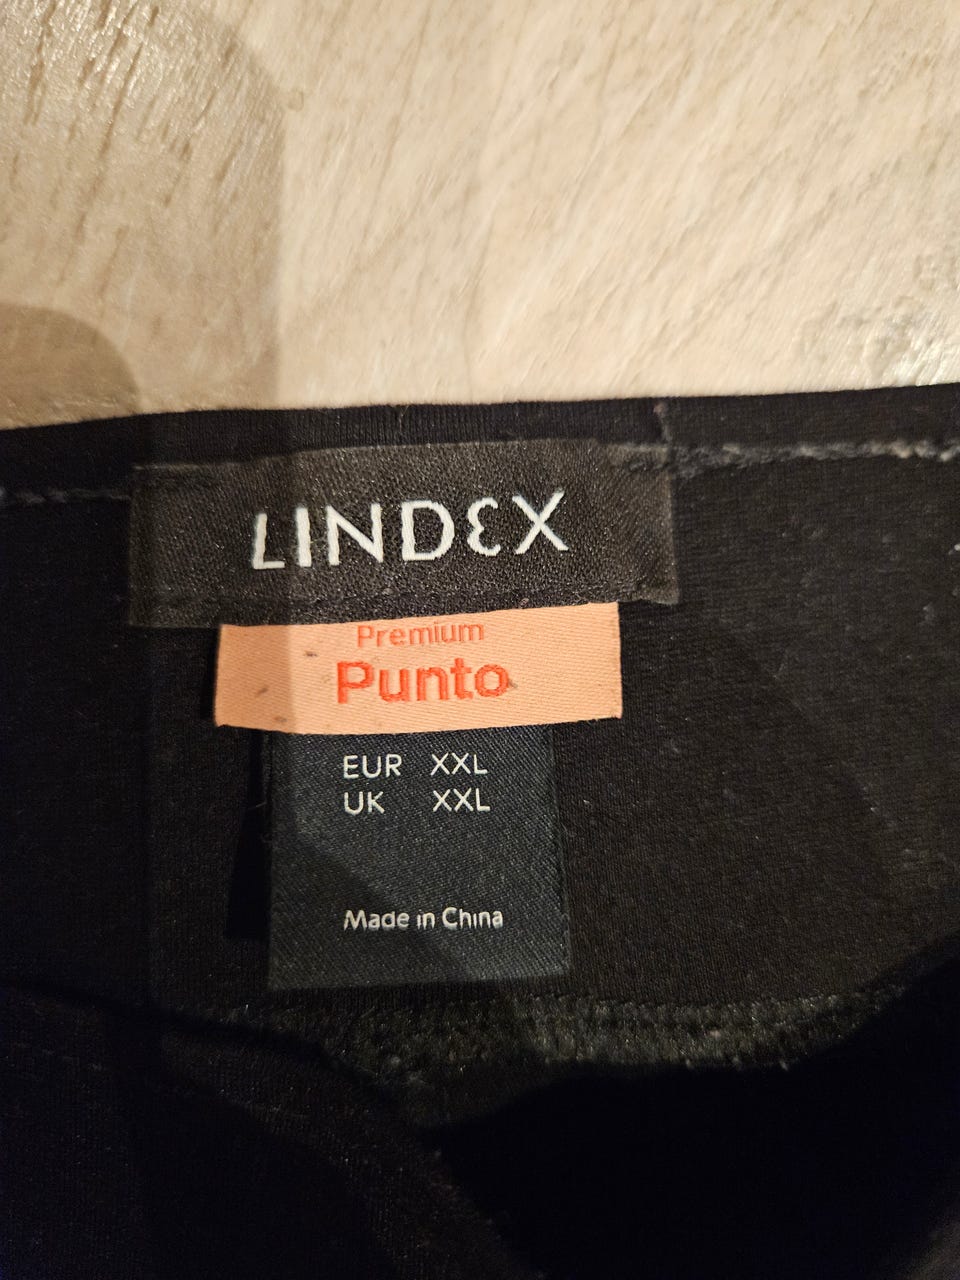 LINDEX
Premium
Punto
EUR XXL
UK XXL
Made in China